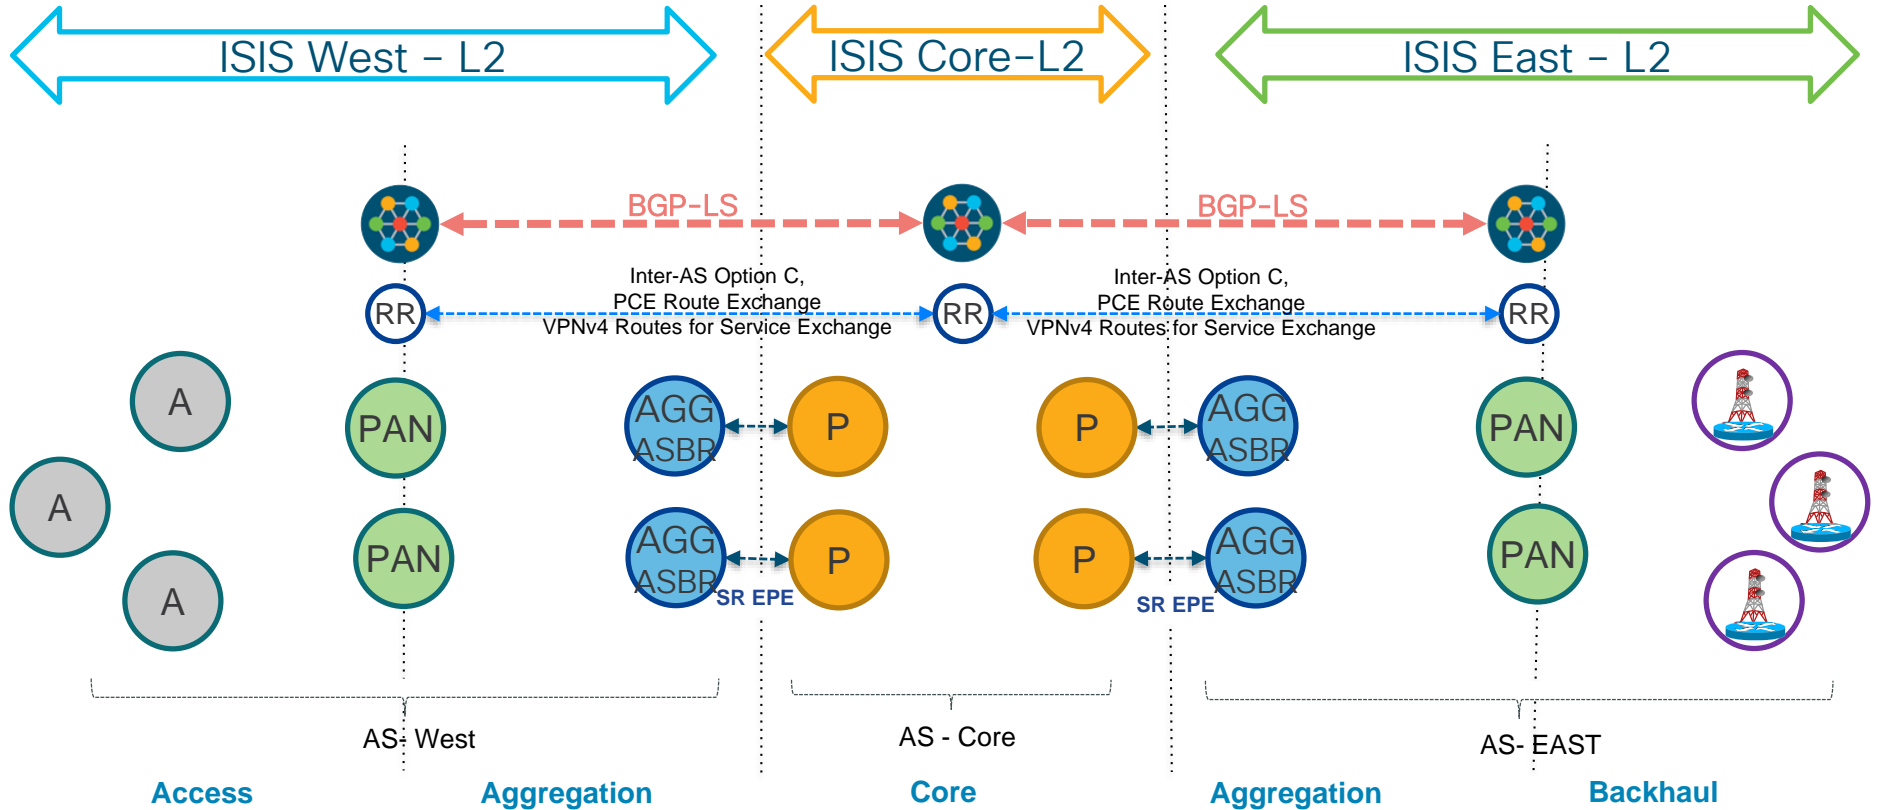 ISIS West – L2
ISIS Core–L2
ISIS East – L2
BGP-LS
BGP-LS
Inter-AS Option C,
PCE Route Exchange
VPNv4 Routes for Service Exchange
Inter-AS Option C,
PCE Route Exchange
VPNv4 Routes for Service Exchange
RR
RR
RR
A
A
A
PAN
AGG
ASBR
P
P
AGG
ASBR
PAN
PAN
AGG
ASBR
P
P
AGG
ASBR
PAN
SR EPE
SR EPE
AS- West
AS - Core
AS- EAST
Access
Aggregation
Core
Aggregation
Backhaul